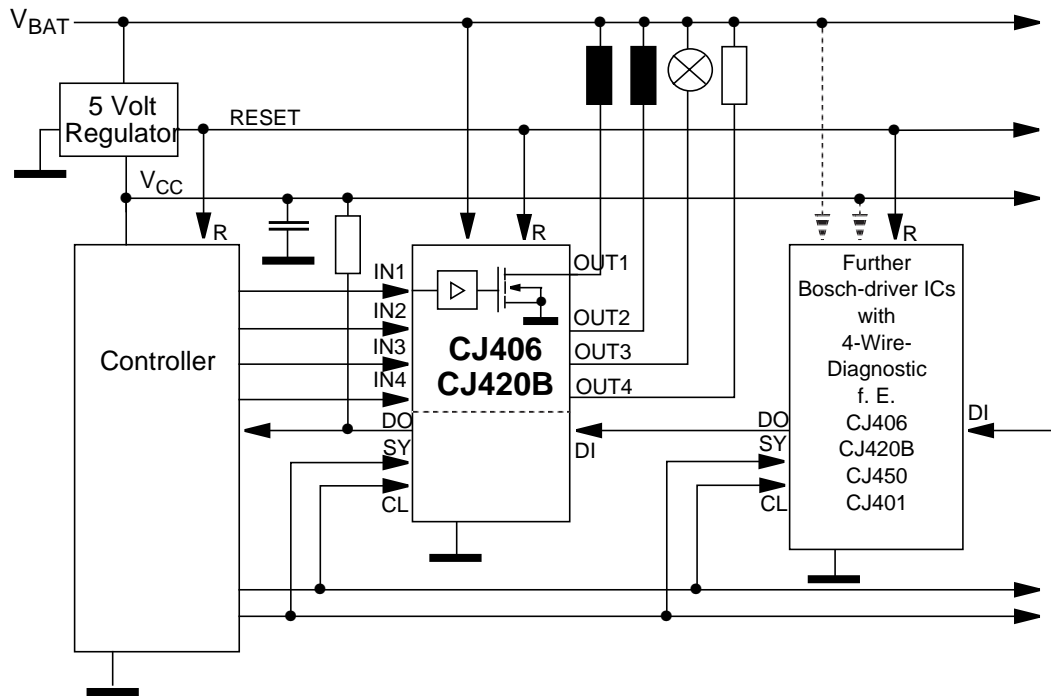 VBAT
5 Volt
Regulator
RESET
VCC
R
R
R
Controller
IN1
IN2
IN3
IN4
DO
SY
CL
CJ406
CJ420B
OUT1
OUT2
OUT3
OUT4
DI
DO
SY
CL
Further
Bosch-driver ICs
with
4-Wire-
Diagnostic
f. E.
CJ406
CJ420B
CJ450
CJ401
DI